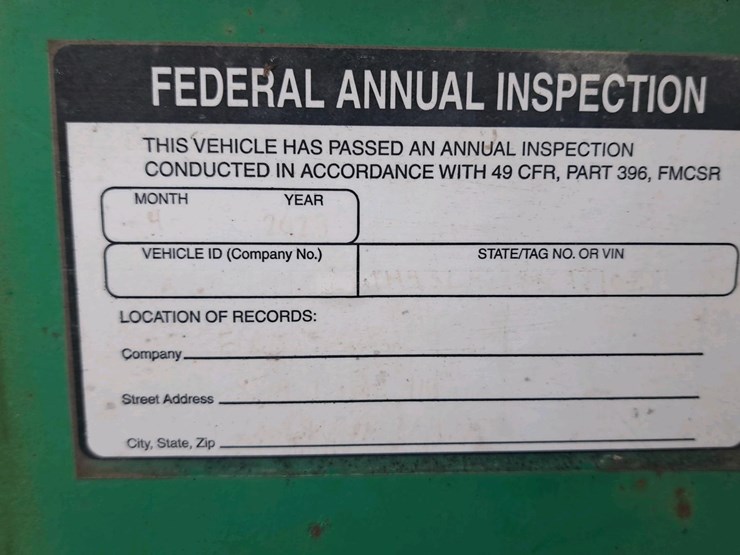 FEDERAL ANNUAL INSPECTION
THIS VEHICLE HAS PASSED AN ANNUAL INSPECTION
CONDUCTED IN ACCORDANCE WITH 49 CFR, PART 396, FMCSR
MONTH YEAR
4
VEHICLE ID (Company No.) STATE/TAG NO. OR VIN
LOCATION OF RECORDS:
Company
Street Address
City, State, Zip